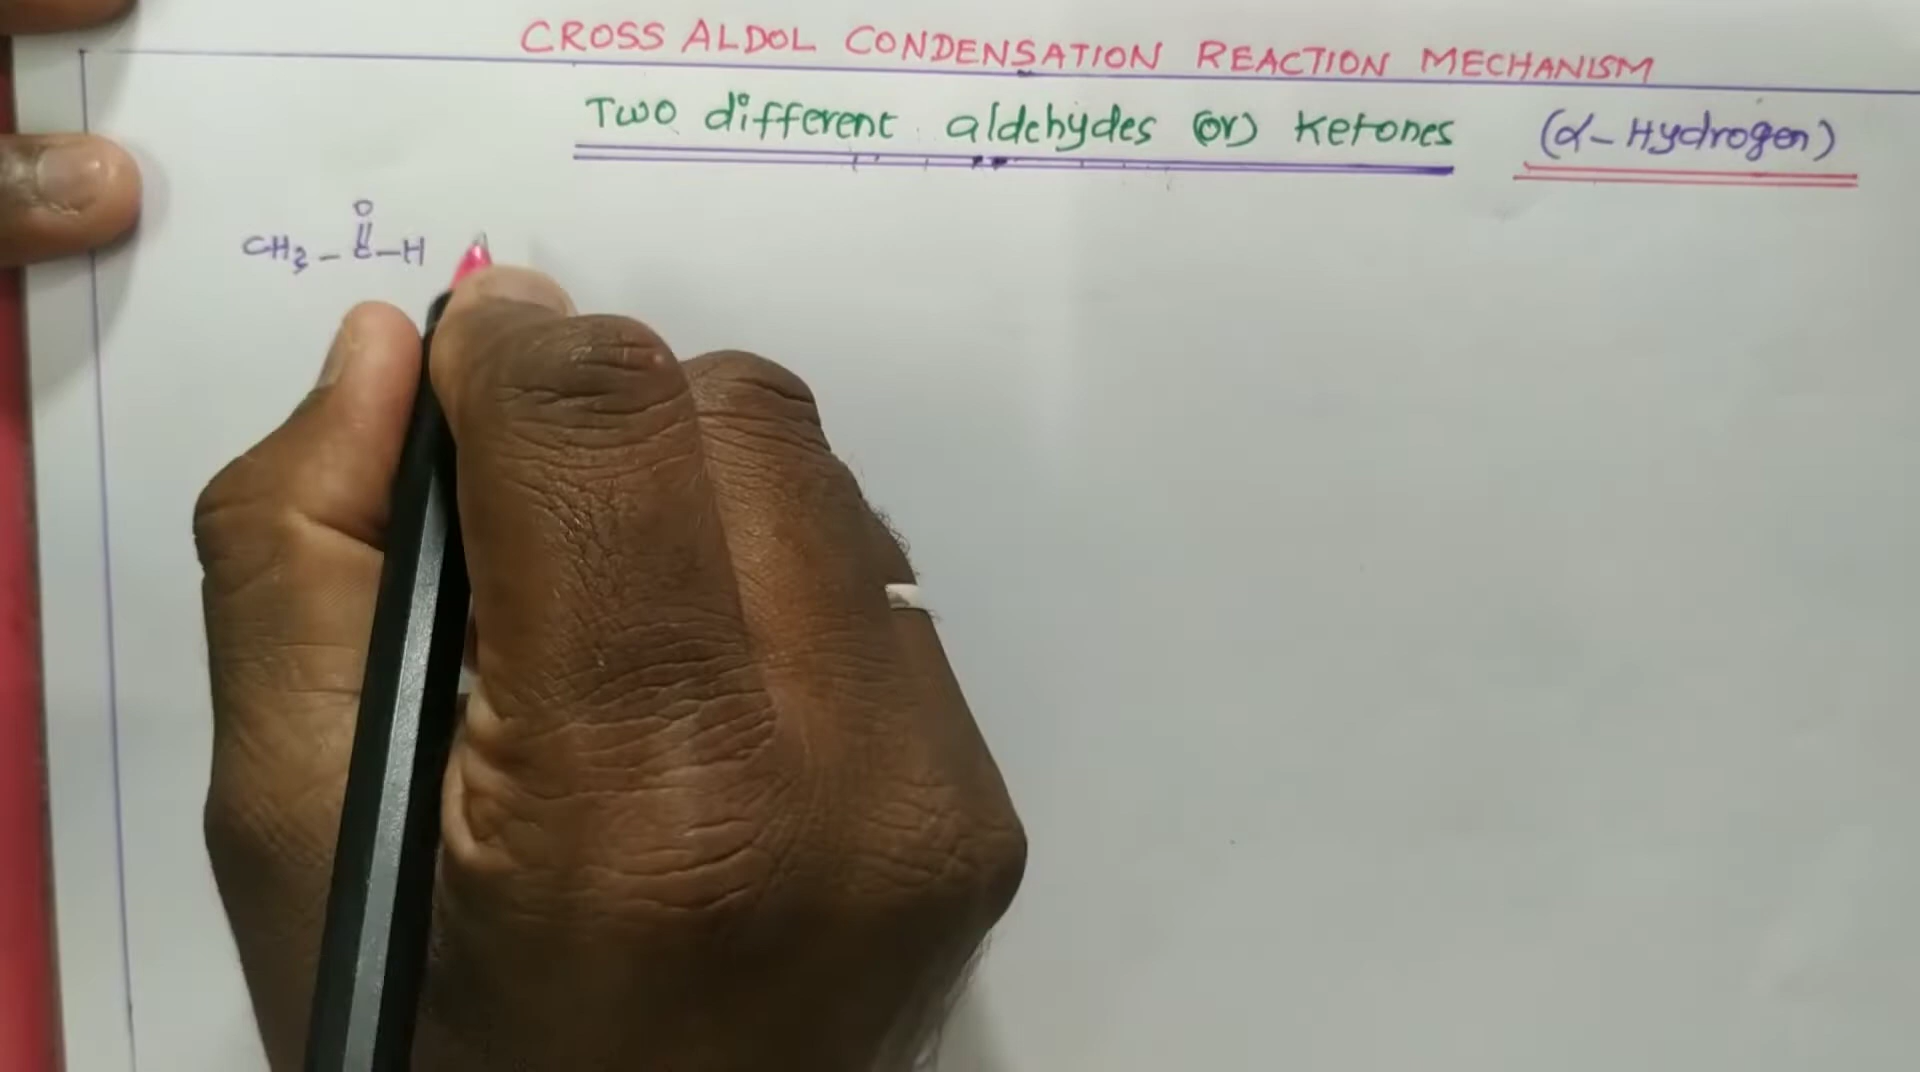 CROSS ALDOL CONDENSATION REACTION MECHANISM
Two different aldehydes (or) Ketones (α-Hydrogen)
O
CH3 - C - H